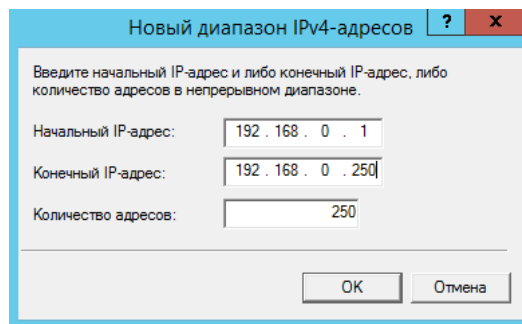 Новый диапазон IPv4-адресов ? x
Введите начальный IP-адрес и либо конечный IP-адрес, либо
количество адресов в непрерывном диапазоне.
Начальный IP-адрес: 192 . 168 . 0 . 1
Конечный IP-адрес: 192 . 168 . 0 . 250
Количество адресов: 250
OK Отмена